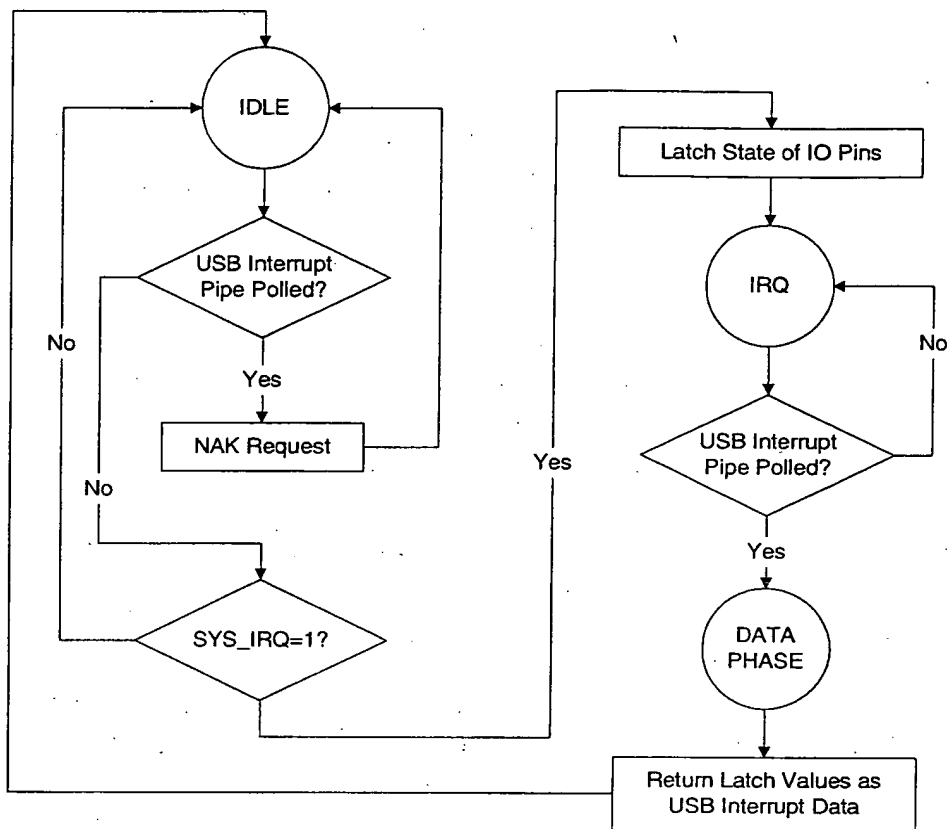 IDLE
USB Interrupt
Pipe Polled?
No
Yes
NAK Request
No
SYS_IRQ=1?
Yes
Latch State of IO Pins
IRQ
No
USB Interrupt
Pipe Polled?
Yes
DATA
PHASE
Return Latch Values as
USB Interrupt Data